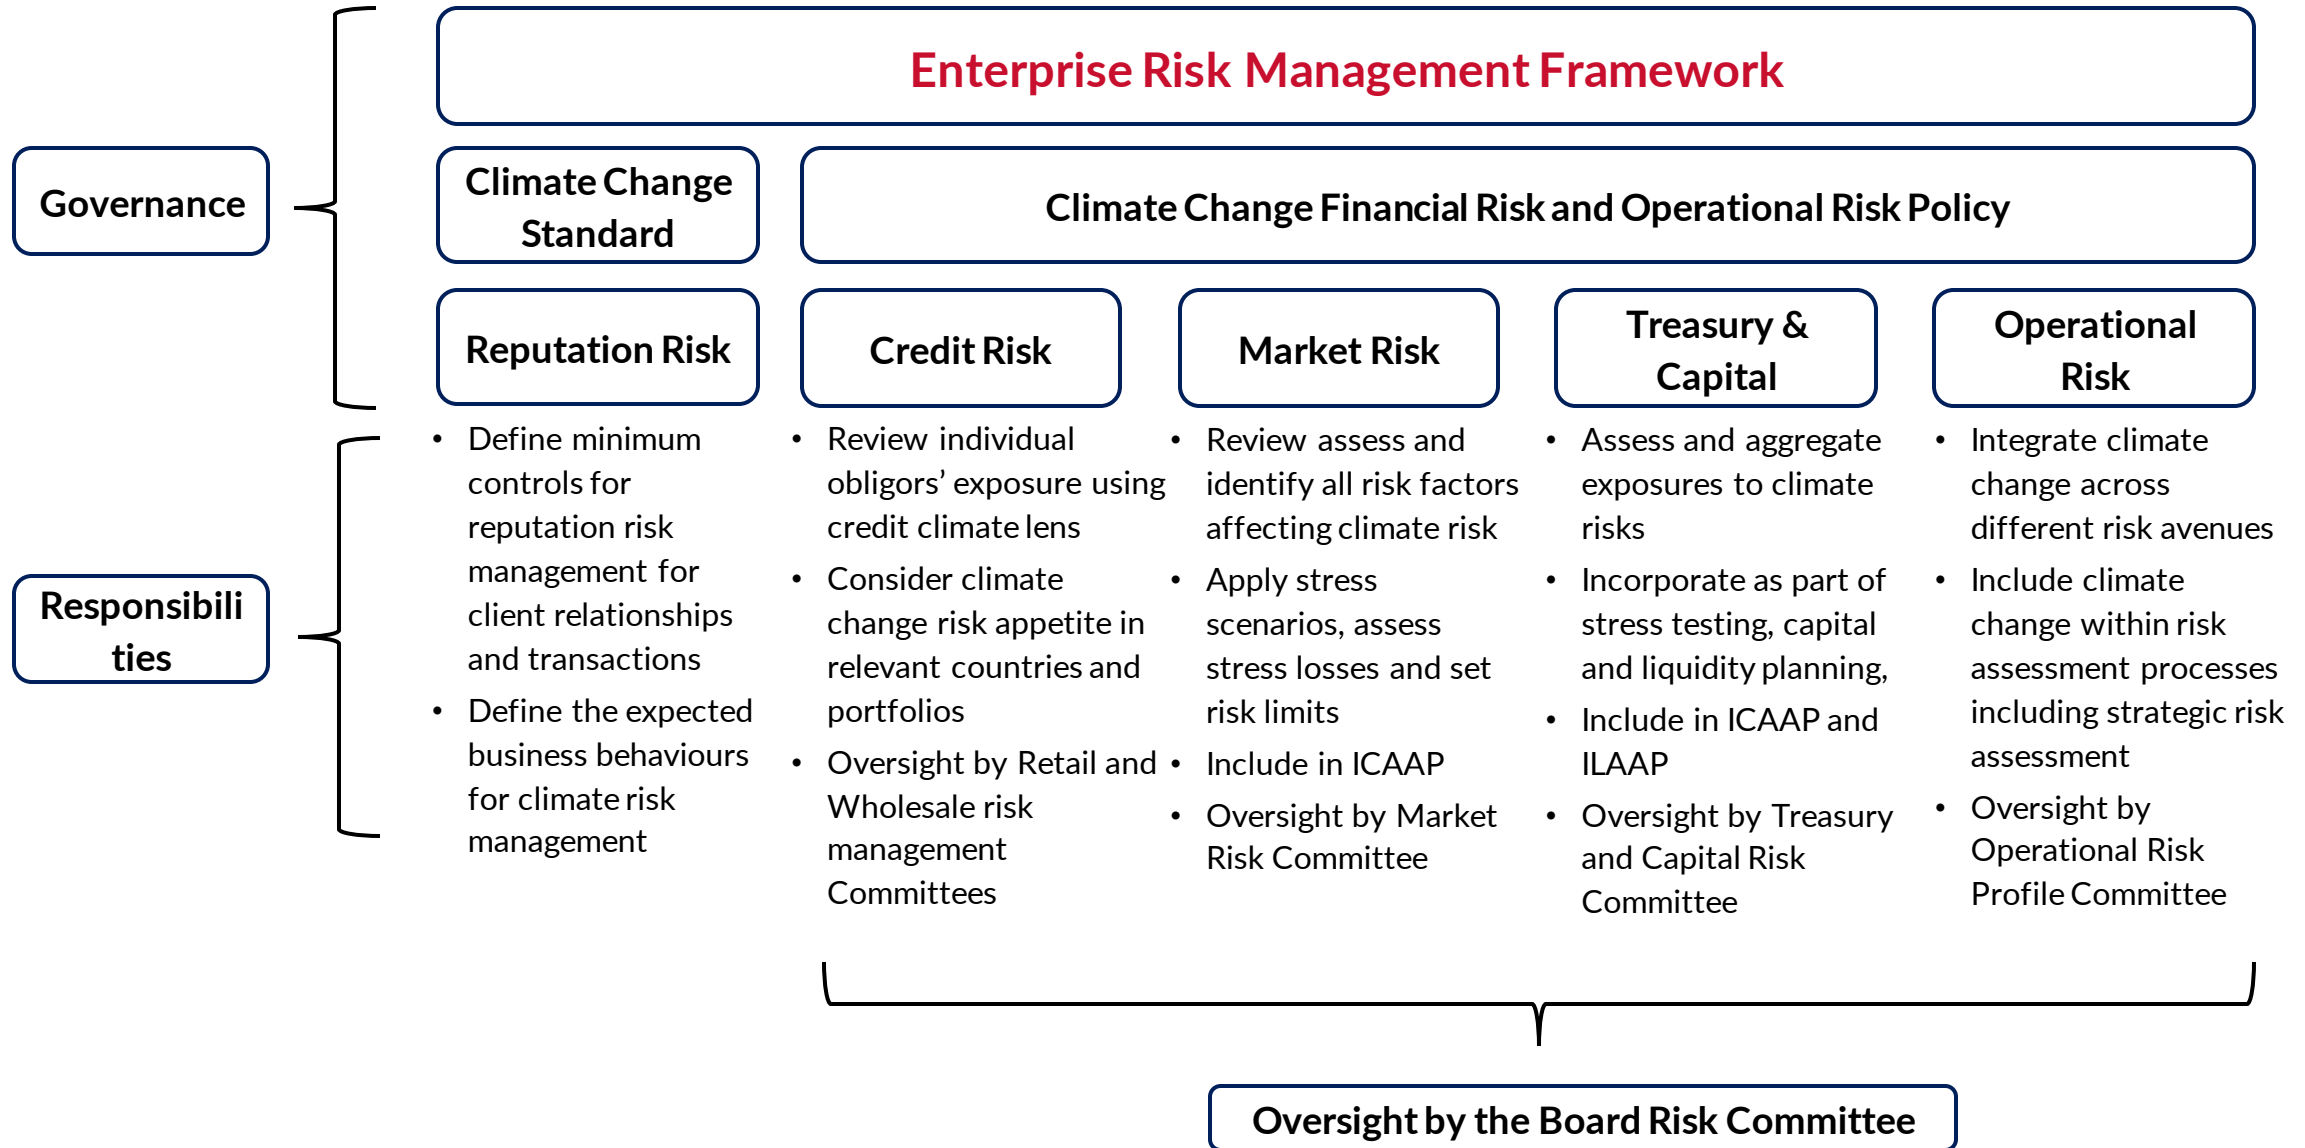 Enterprise Risk Management Framework
Governance
Climate Change
Standard
Climate Change Financial Risk and Operational Risk Policy
Reputation Risk
Credit Risk
Market Risk
Treasury &
Capital
Operational
Risk
Responsibili
ties
• Define minimum
controls for
reputation risk
management for
client relationships
and transactions
• Define the expected
business behaviours
for climate risk
management
• Review individual
obligors’ exposure using
credit climate lens
• Consider climate
change risk appetite in
relevant countries and
portfolios
• Oversight by Retail and
Wholesale risk
management
Committees
• Review assess and
identify all risk factors
affecting climate risk
• Apply stress
scenarios, assess
stress losses and set
risk limits
• Include in ICAAP
• Oversight by Market
Risk Committee
• Assess and aggregate
exposures to climate
risks
• Incorporate as part of
stress testing, capital
and liquidity planning,
• Include in ICAAP and
ILAAP
• Oversight by Treasury
and Capital Risk
Committee
• Integrate climate
change across
different risk avenues
• Include climate
change within risk
assessment processes
including strategic risk
assessment
• Oversight by
Operational Risk
Profile Committee
Oversight by the Board Risk Committee